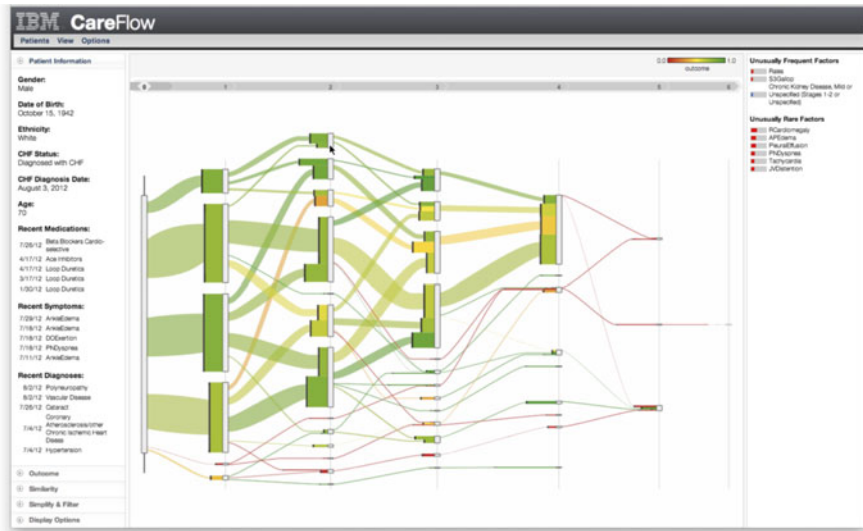 IBM CareFlow
Patients View Options
Patient Information
Gender:
Male
Date of Birth:
October 15, 1942
Ethnicity:
White
CHF Status:
Diagnosed with CHF
CHF Diagnosis Date:
August 3, 2012
Age:
70
Recent Medications:
7/26/12 Beta Blockers Cardio-
selective
4/17/12 Ace Inhibitors
4/17/12 Loop Diuretics
3/17/12 Loop Diuretics
1/30/12 Loop Diuretics
Recent Symptoms:
7/29/12 AnkleEdema
7/18/12 AnkleEdema
7/18/12 DOExertion
7/18/12 PNDyspnea
7/11/12 AnkleEdema
Recent Diagnoses:
8/2/12 Polyneuropathy
8/2/12 Vascular Disease
7/26/12 Cataract
Coronary
7/4/12 Atherosclerosis/other
Chronic Ischemic Heart
Disease
7/4/12 Hypertension
Outcome
Similarity
Simplify & Filter
Display Options
0.0 1.0
outcome
0 1 2 3 4 5 6
Unusually Frequent Factors
Rales
S3Gallop
Chronic Kidney Disease, Mild or
Unspecified (Stages 1-2 or
Unspecified)
Unusually Rare Factors
RCardiomegaly
APEdema
PleuralEffusion
PNDyspnea
Tachycardia
JVDistention